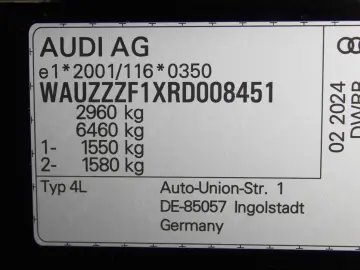 AUDI AG
e1*2001/116*0350
WAUZZZF1XRD008451
2960 kg
6460 kg
1- 1550 kg
2- 1580 kg
Typ 4L
Auto-Union-Str. 1
DE-85057 Ingolstadt
Germany
02 2024